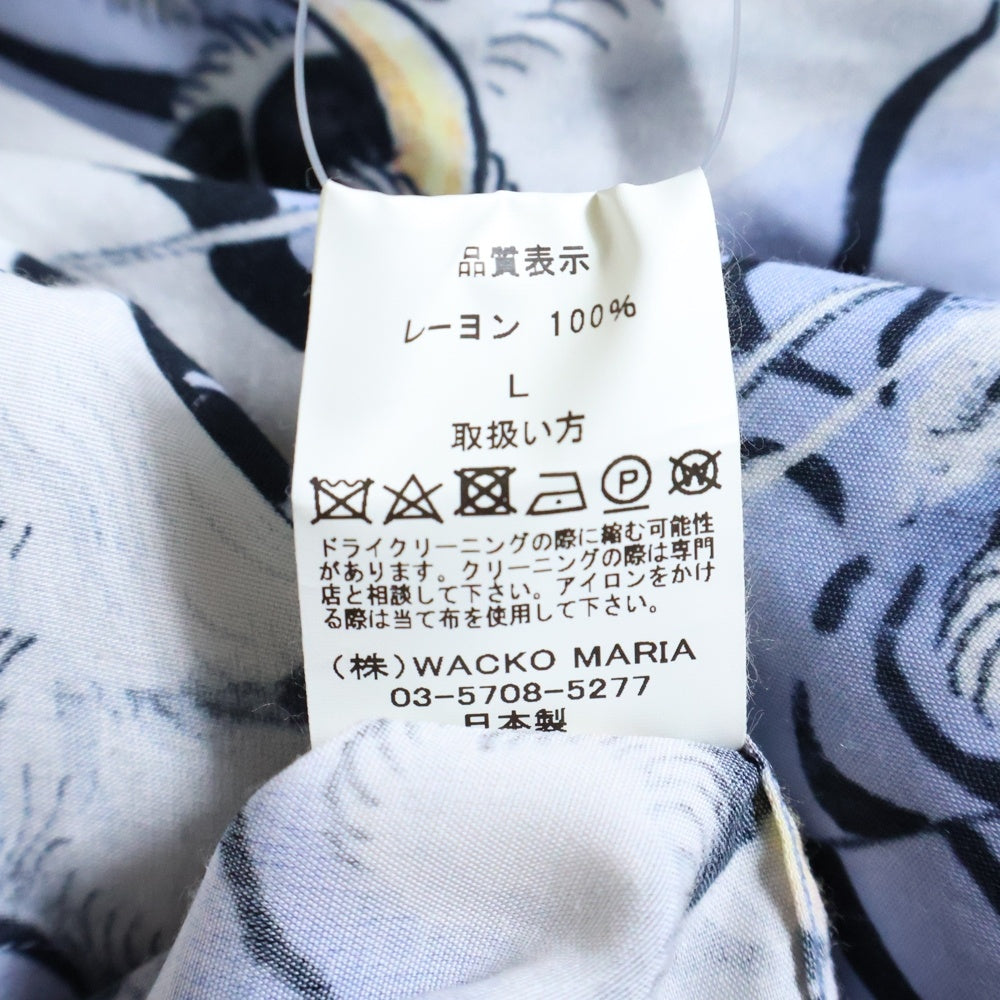 品質表示
レーヨン 100%
L
取扱い方
P W
ドライクリーニングの際に縮む可能性
があります。クリーニングの際は専門
店と相談して下さい。アイロンをかけ
る際は当て布を使用して下さい。
(株)WACKO MARIA
03-5708-5277
日本製